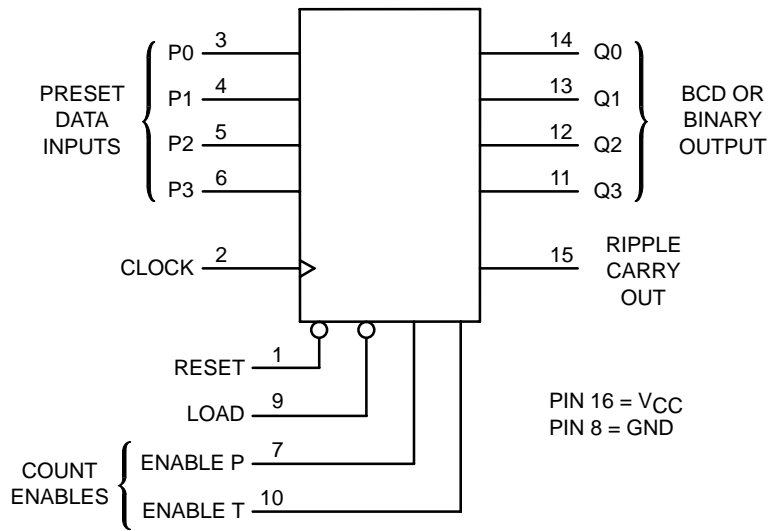 PRESET
DATA
INPUTS
P0 3
P1 4
P2 5
P3 6
CLOCK 2
14 Q0
13 Q1
12 Q2
11 Q3
BCD OR
BINARY
OUTPUT
15 RIPPLE
CARRY
OUT
RESET 1
LOAD 9
COUNT
ENABLES
ENABLE P 7
ENABLE T 10
PIN 16 = VCC
PIN 8 = GND